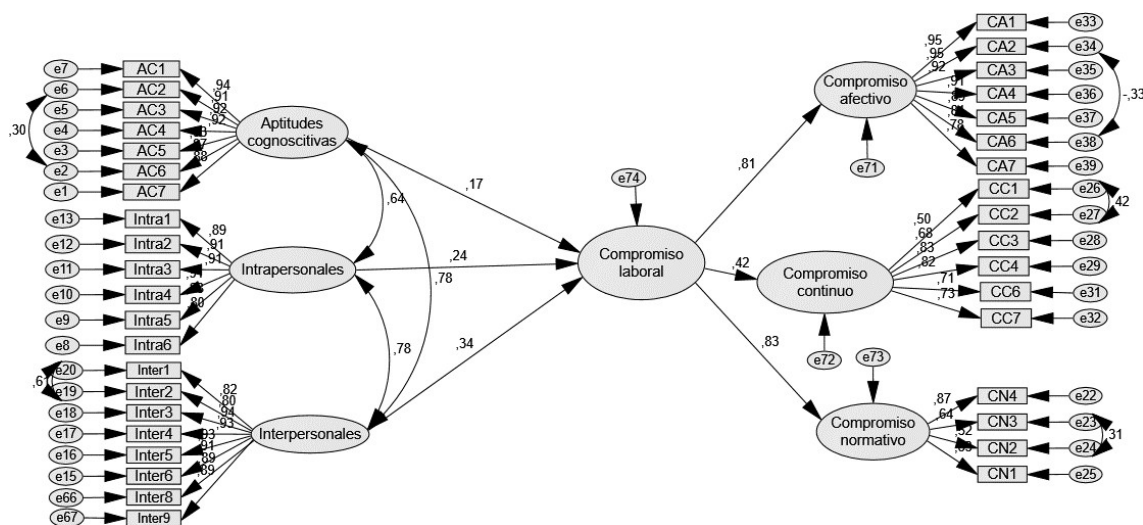 e7 AC1
e6 AC2
e5 AC3
e4 AC4
e3 AC5
e2 AC6
e1 AC7
,30
,94
,91
,92
,92
,88
Aptitudes
cognoscitivas
e13 Intra1
e12 Intra2
e11 Intra3
e10 Intra4
e9 Intra5
e8 Intra6
,89
,91
,91
,80
Intrapersonales
e20 Inter1
e19 Inter2
e18 Inter3
e17 Inter4
e16 Inter5
e15 Inter6
e66 Inter8
e67 Inter9
,61
,82
,80
,94
,93
,93
,91
,89
,89
Interpersonales
,64
,78
,78
,17
,24
,34
e74
Compromiso
laboral
,81
,42
,83
Compromiso
afectivo
e71
,95
,95
,92
,91
,78
CA1 e33
CA2 e34
CA3 e35
CA4 e36
CA5 e37
CA6 e38
CA7 e39
-,33
Compromiso
continuo
e72
,50
,68
,83
,82
,71
,73
CC1 e26
CC2 e27
CC3 e28
CC4 e29
CC6 e31
CC7 e32
,42
e73
Compromiso
normativo
,87
,64
CN4 e22
CN3 e23
CN2 e24
CN1 e25
,31